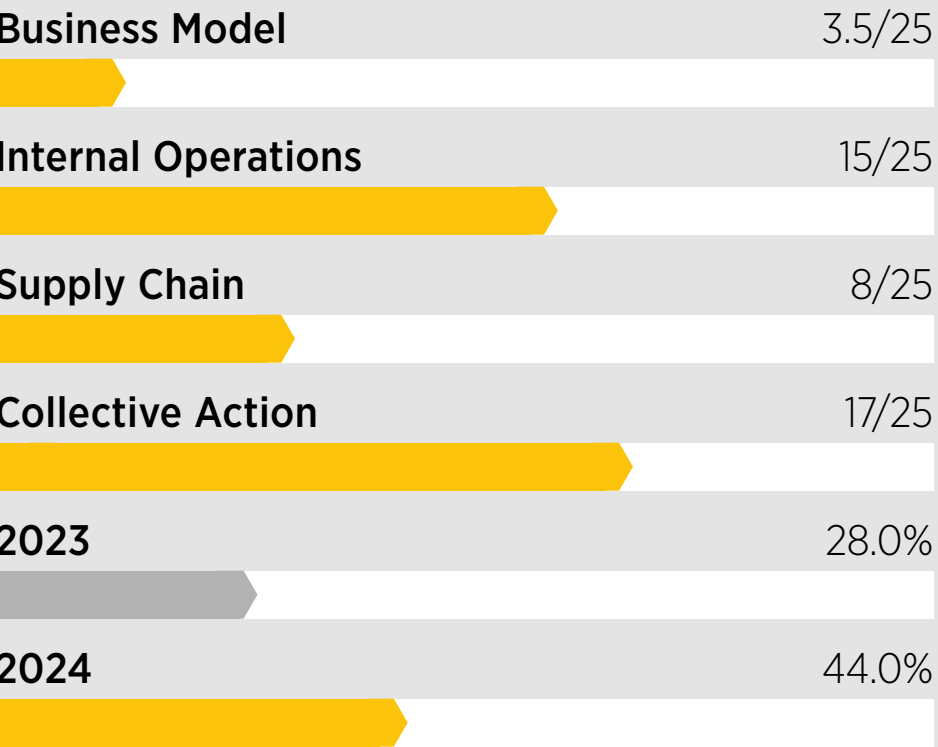 Business Model 3.5/25
Internal Operations 15/25
Supply Chain 8/25
Collective Action 17/25
2023 28.0%
2024 44.0%